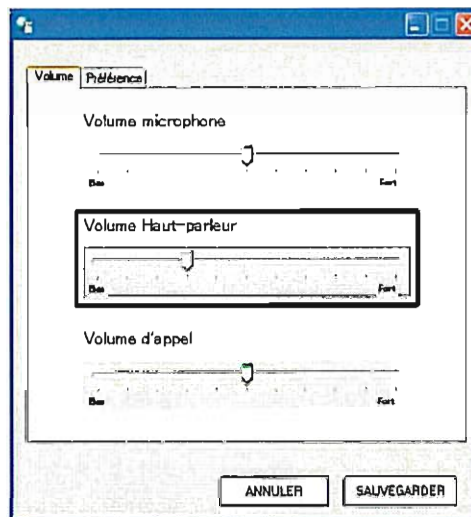 Volume Préférence
Volume microphone
Bas Fort
Volume Haut-parleur
Bas Fort
Volume d'appel
Bas Fort
ANNULER SAUVEGARDER